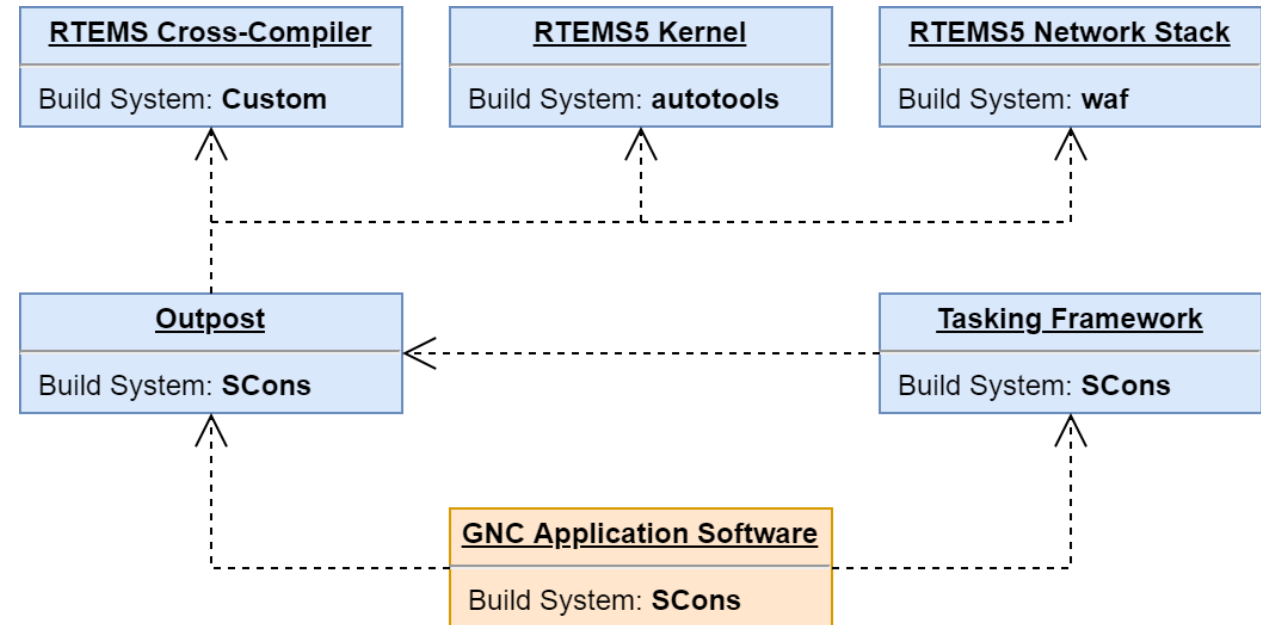 RTEMS Cross-Compiler
Build System: Custom
RTEMS5 Kernel
Build System: autotools
RTEMS5 Network Stack
Build System: waf
Outpost
Build System: SCons
Tasking Framework
Build System: SCons
GNC Application Software
Build System: SCons